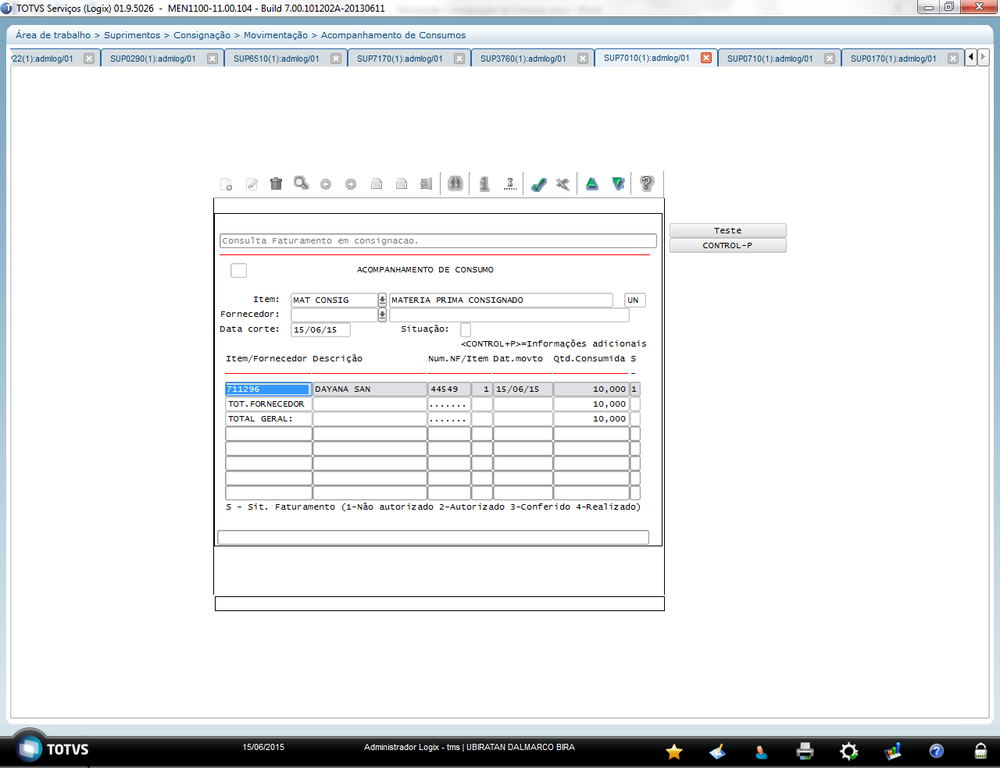 TOTVS Serviços (Logix) 01.9.5026 - MEN1100-11.00.104 - Build 7.00.101202A-20130611
Área de trabalho > Suprimentos > Consignação > Movimentação > Acompanhamento de Consumos
22(1):admlog/01 SUP0290(1):admlog/01 SUP6510(1):admlog/01 SUP7170(1):admlog/01 SUP3760(1):admlog/01 SUP7010(1):admlog/01 SUP0710(1):admlog/01 SUP0170(1):admlog/01
Consulta Faturamento em consignacao.
Teste
CONTROL-P
ACOMPANHAMENTO DE CONSUMO
Item: MAT CONSIG MATERIA PRIMA CONSIGNADO UN
Fornecedor:
Data corte: 15/06/15 Situação:
<CONTROL+P>=Informações adicionais
Item/Fornecedor Descrição Num.NF/Item Dat.movto Qtd.Consumida S
711296 DAYANA SAN 44549 1 15/06/15 10,000 1
TOT.FORNECEDOR ....... 10,000
TOTAL GERAL: ....... 10,000
S - Sit. Faturamento (1-Não autorizado 2-Autorizado 3-Conferido 4-Realizado)
TOTVS 15/06/2015 Administrador Logix - tms | UBIRATAN DALMARCO BIRA